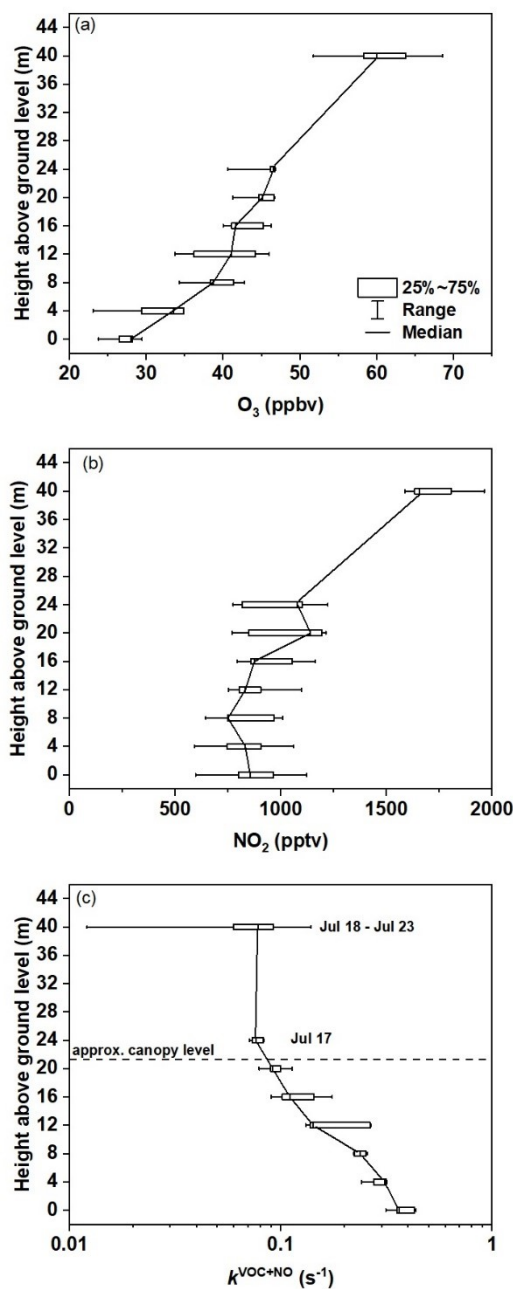 (a)
Height above ground level (m)
44
40
36
32
28
24
20
16
12
8
4
0
25%~75%
Range
Median
20 30 40 50 60 70
O₃ (ppbv)
(b)
Height above ground level (m)
44
40
36
32
28
24
20
16
12
8
4
0
0 500 1000 1500 2000
NO₂ (pptv)
(c)
Height above ground level (m)
44
40
36
32
28
24
20
16
12
8
4
0
Jul 18 - Jul 23
Jul 17
approx. canopy level
0.01 0.1 1
k^VOC+NO (s⁻¹)